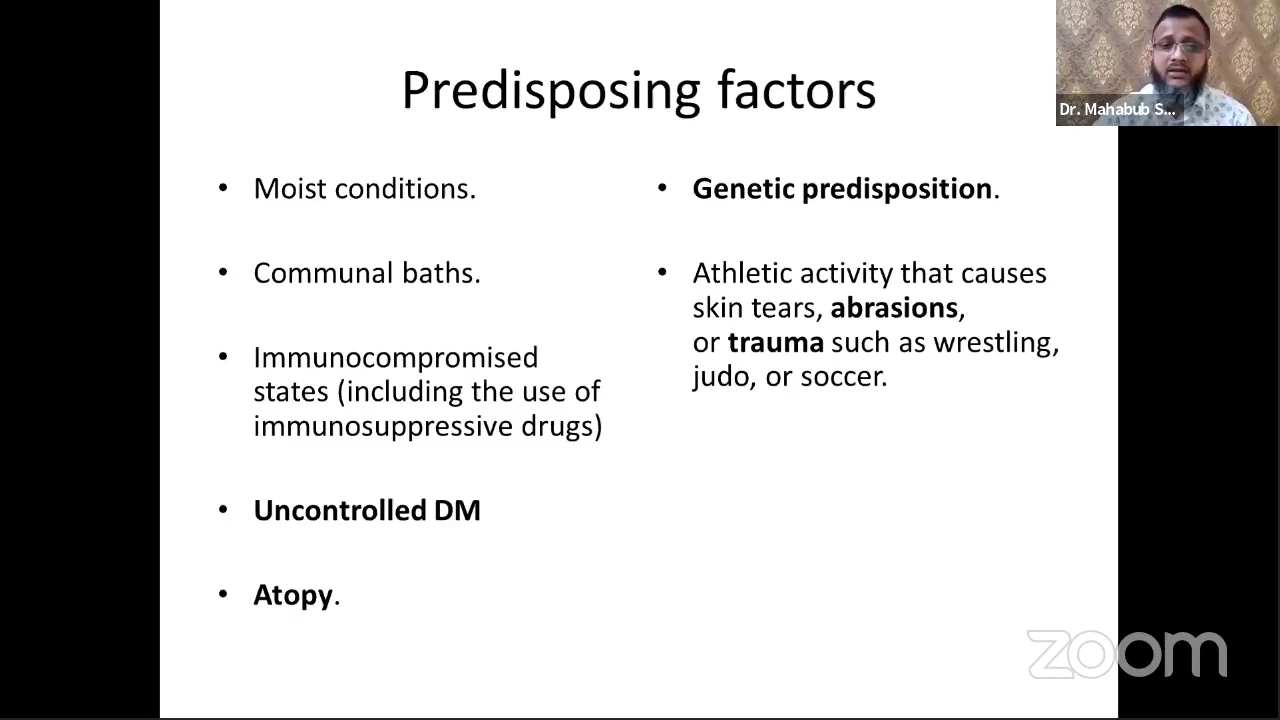 Predisposing factors
Dr. Mahabub S...
• Moist conditions.
• Communal baths.
• Immunocompromised
states (including the use of
immunosuppressive drugs)
• Uncontrolled DM
• Atopy.
• Genetic predisposition.
• Athletic activity that causes
skin tears, abrasions,
or trauma such as wrestling,
judo, or soccer.
zoom